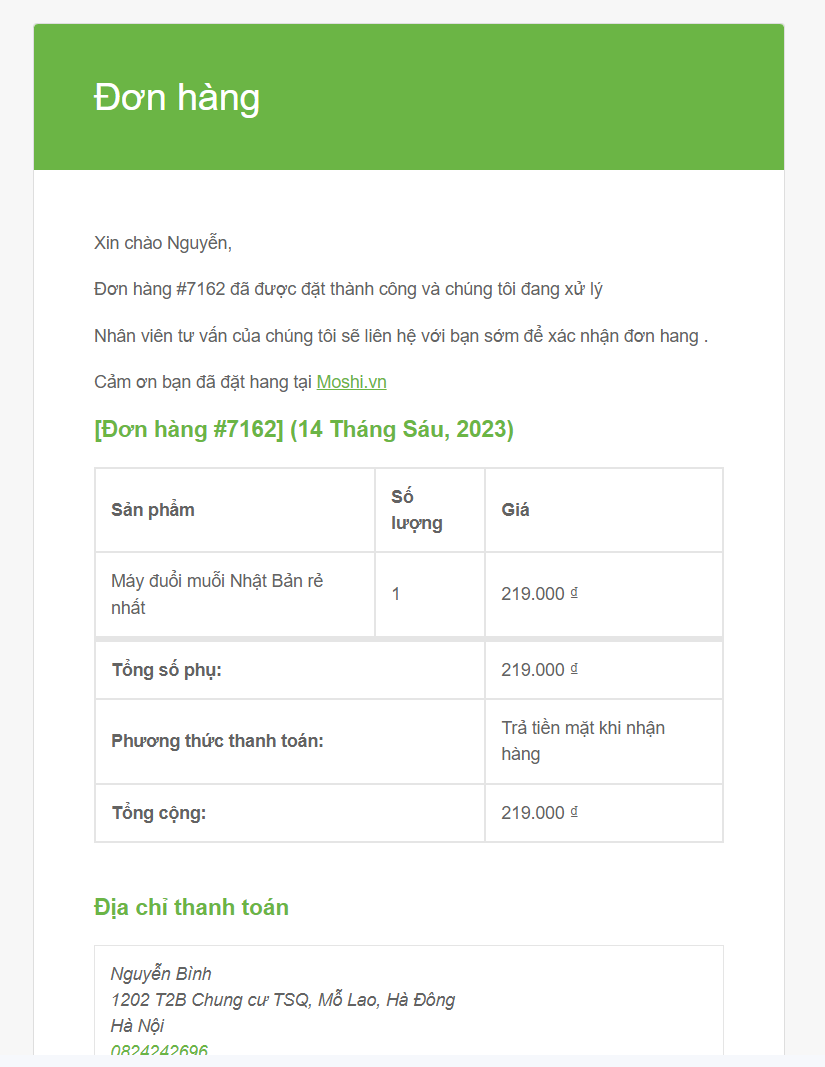 Đơn hàng
Xin chào Nguyễn,
Đơn hàng #7162 đã được đặt thành công và chúng tôi đang xử lý
Nhân viên tư vấn của chúng tôi sẽ liên hệ với bạn sớm để xác nhận đơn hang .
Cảm ơn bạn đã đặt hang tại Moshi.vn
[Đơn hàng #7162] (14 Tháng Sáu, 2023)
Sản phẩm
Số
lượng
Giá
Máy đuổi muỗi Nhật Bản rẻ
nhất
1
219.000 ₫
Tổng số phụ:
219.000 ₫
Phương thức thanh toán:
Trả tiền mặt khi nhận
hàng
Tổng cộng:
219.000 ₫
Địa chỉ thanh toán
Nguyễn Bình
1202 T2B Chung cư TSQ, Mỗ Lao, Hà Đông
Hà Nội
0824242696